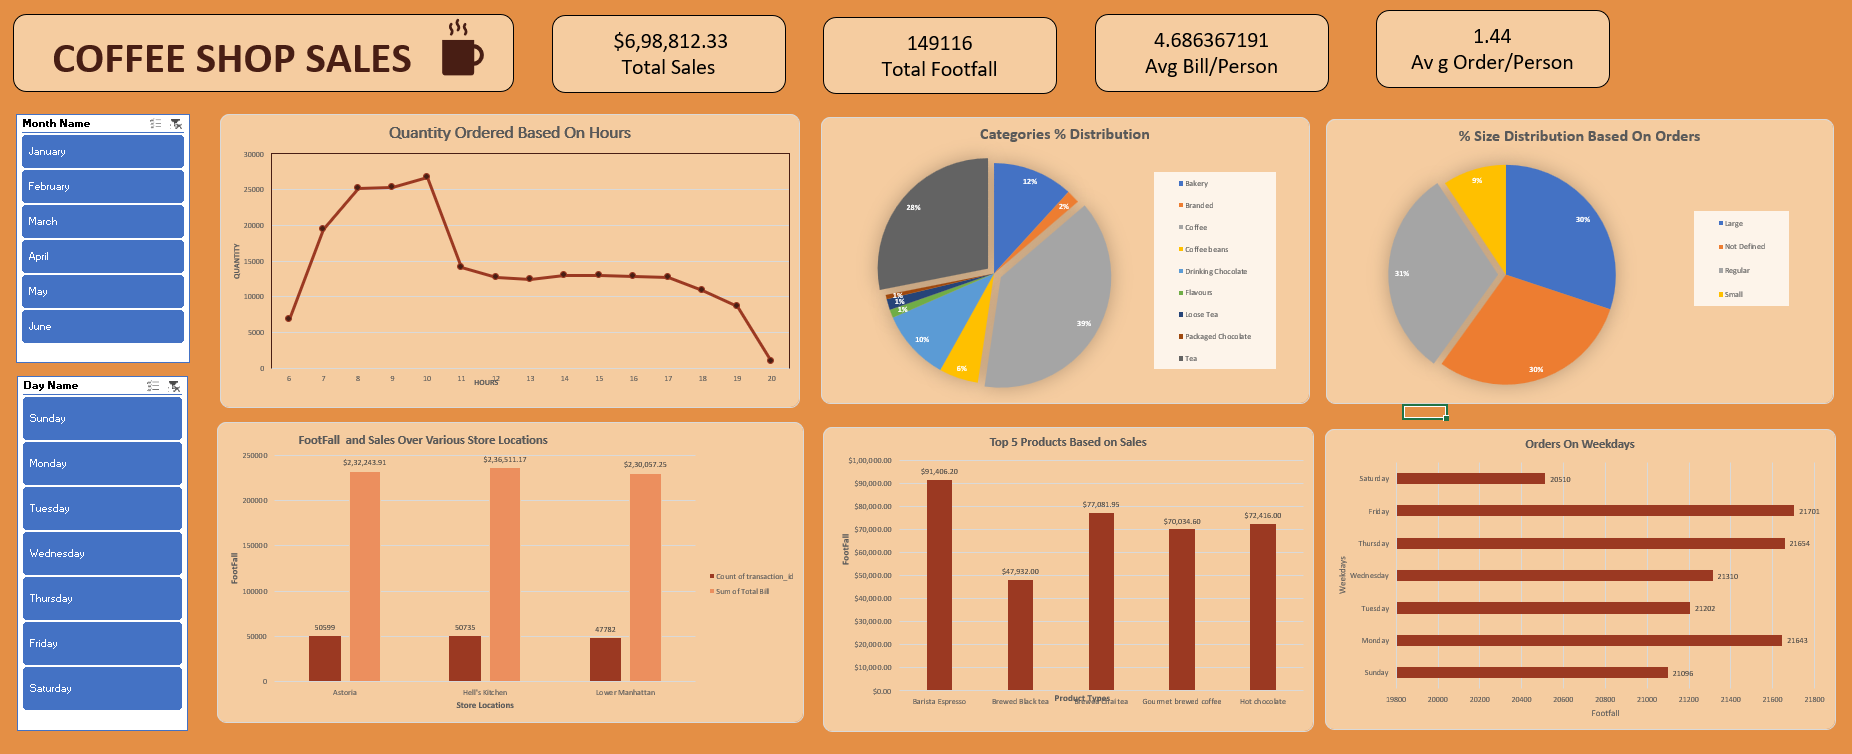 COFFEE SHOP SALES
$6,98,812.33
Total Sales
149116
Total Footfall
4.686367191
Avg Bill/Person
1.44
Av g Order/Person
Month Name
January
February
March
April
May
June
Day Name
Sunday
Monday
Tuesday
Wednesday
Thursday
Friday
Saturday
Quantity Ordered Based On Hours
QUANTITY
30000
25000
20000
15000
10000
5000
0
6 7 8 9 10 11 12 13 14 15 16 17 18 19 20
HOURS
Categories % Distribution
12%
2%
39%
6%
10%
1%
1%
1%
28%
Bakery
Branded
Coffee
Coffee beans
Drinking Chocolate
Flavours
Loose Tea
Packaged Chocolate
Tea
% Size Distribution Based On Orders
30%
30%
31%
9%
Large
Not Defined
Regular
Small
FootFall and Sales Over Various Store Locations
FootFall
250000
200000
150000
100000
50000
0
50599
$2,32,243.91
50735
$2,36,511.17
47782
$2,30,057.25
Astoria Hell's Kitchen Lower Manhattan
Store Locations
Count of transaction_id
Sum of Total Bill
Top 5 Products Based on Sales
FootFall
$1,00,000.00
$90,000.00
$80,000.00
$70,000.00
$60,000.00
$50,000.00
$40,000.00
$30,000.00
$20,000.00
$10,000.00
$0.00
$91,406.20
$47,932.00
$77,081.95
$70,034.60
$72,416.00
Barista Espresso Brewed Black tea Brewed Chai tea Gourmet brewed coffee Hot chocolate
Product Types
Orders On Weekdays
Weekdays
Saturday 20510
Friday 21701
Thursday 21654
Wednesday 21310
Tuesday 21202
Monday 21643
Sunday 21096
19800 20000 20200 20400 20600 20800 21000 21200 21400 21600 21800
Footfall